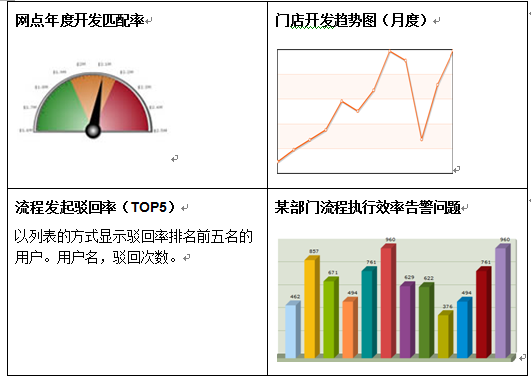 网点年度开发匹配率
门店开发趋势图（月度）
流程发起驳回率（TOP5）
以列表的方式显示驳回率排名前五名的
用户。用户名，驳回次数。
某部门流程执行效率告警问题
462
857
671
494
761
960
629
622
376
494
761
960